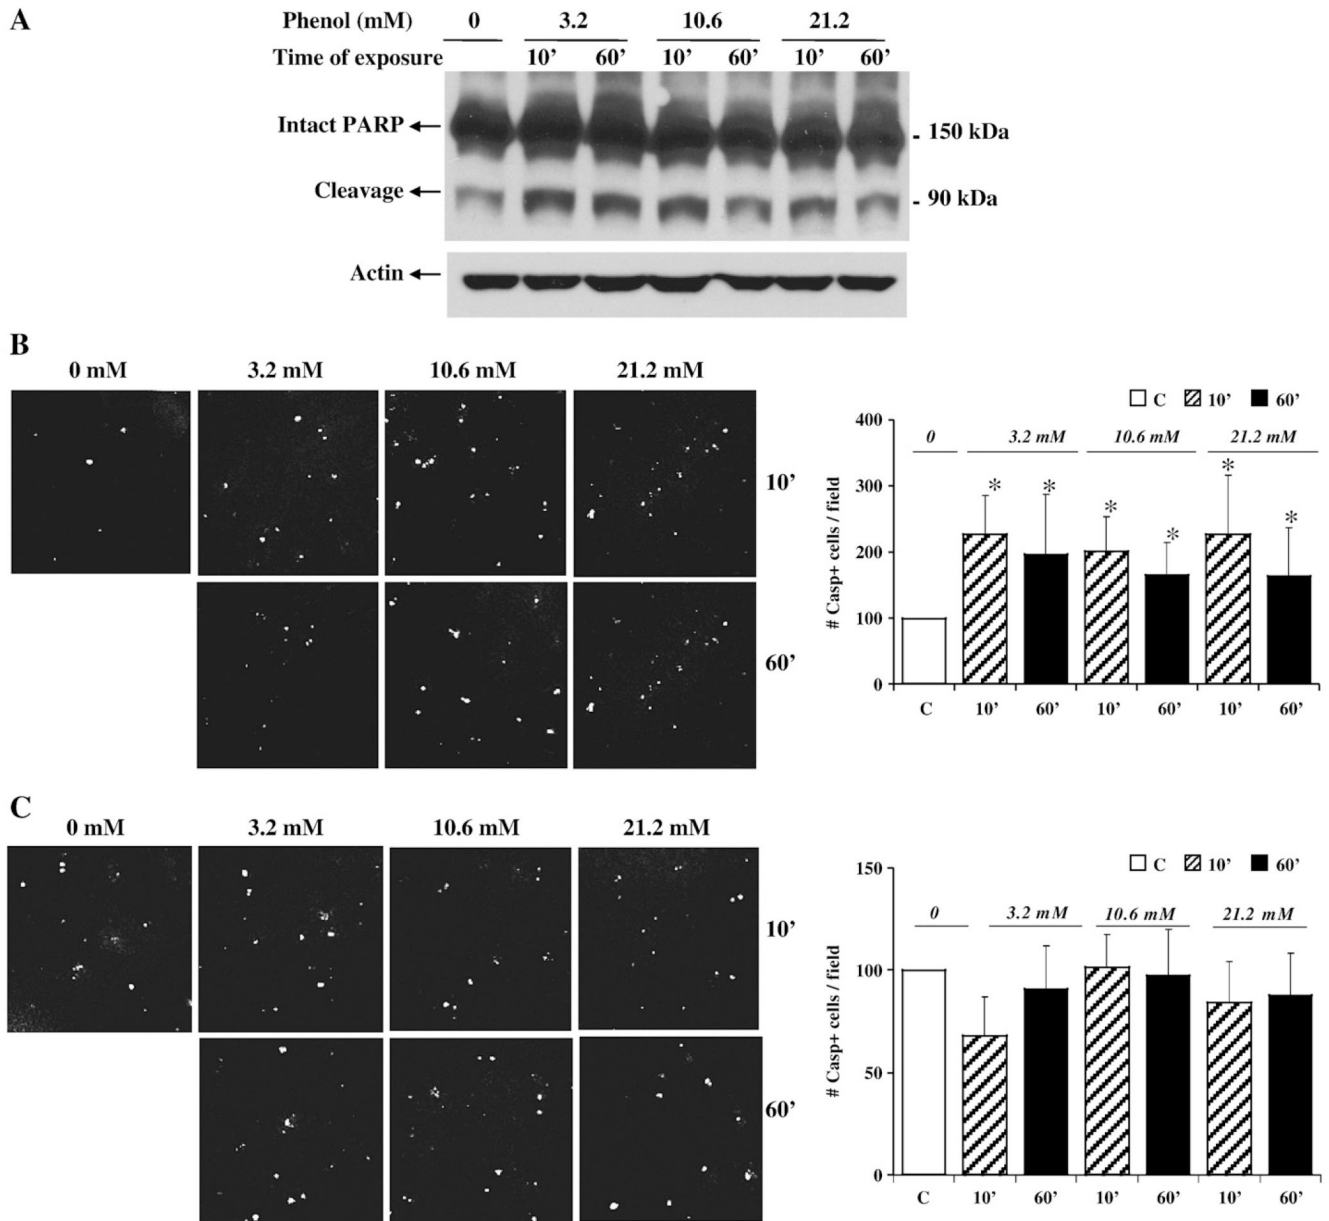 A
Phenol (mM) 0 3.2 10.6 21.2
Time of exposure 10’ 60’ 10’ 60’ 10’ 60’
Intact PARP - 150 kDa
Cleavage - 90 kDa
Actin
B
0 mM 3.2 mM 10.6 mM 21.2 mM
10’
60’
C 10’ 60’
# Casp+ cells / field
400
300
200
100
0
0 3.2 mM 10.6 mM 21.2 mM
* * * * * *
C 10’ 60’ 10’ 60’ 10’ 60’
C
0 mM 3.2 mM 10.6 mM 21.2 mM
10’
60’
C 10’ 60’
# Casp+ cells / field
150
100
50
0
0 3.2 mM 10.6 mM 21.2 mM
C 10’ 60’ 10’ 60’ 10’ 60’